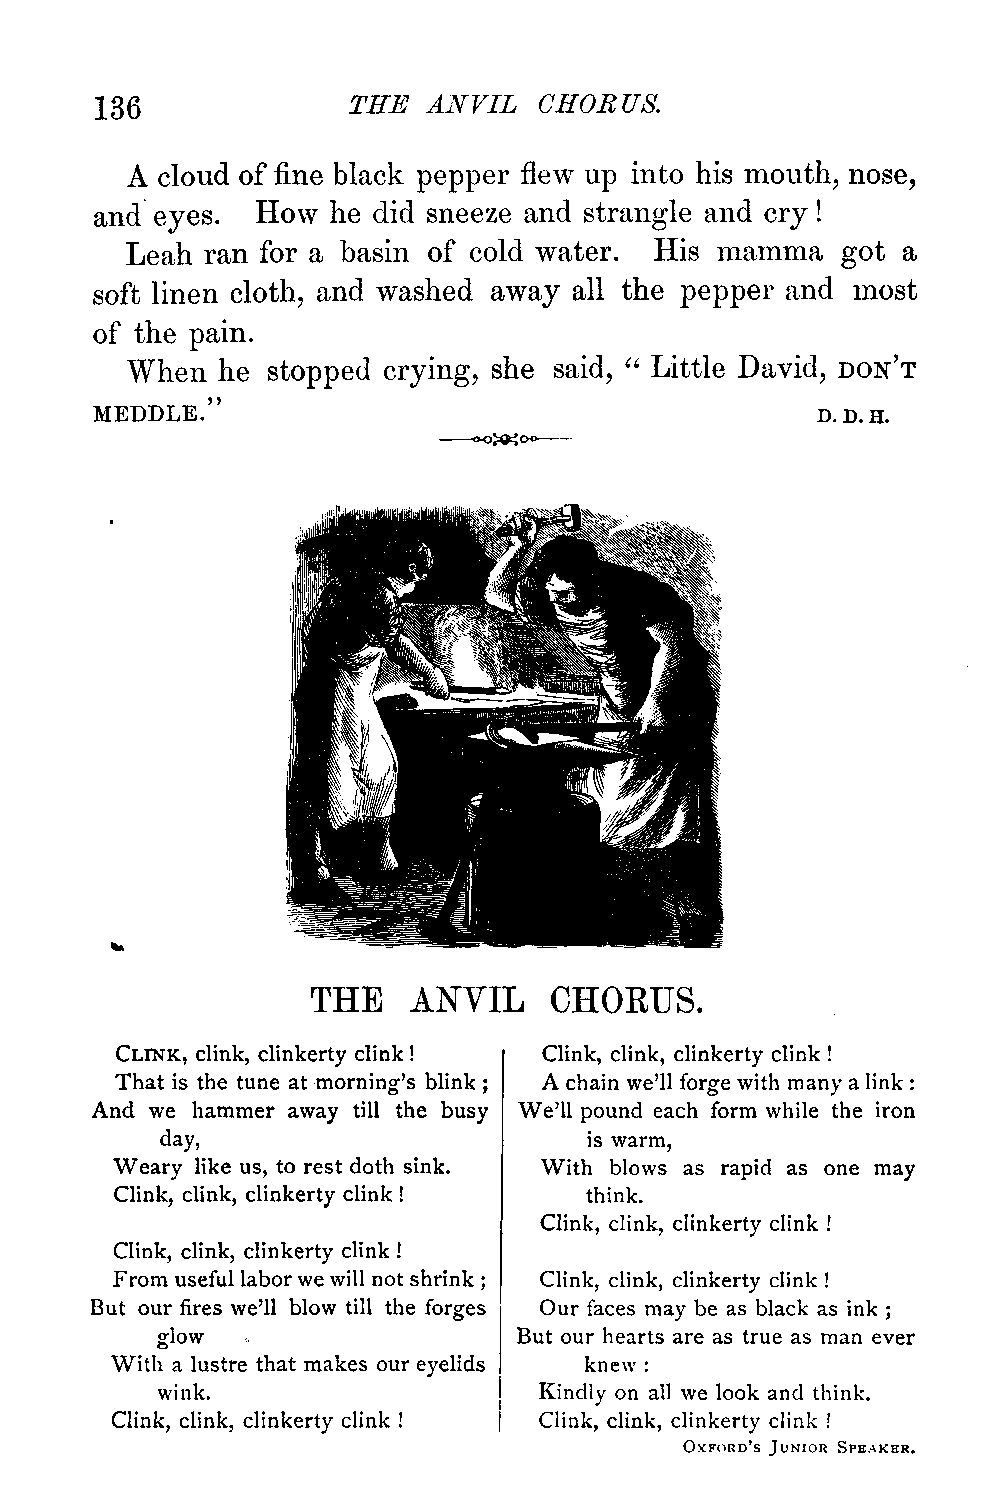 136 THE ANVIL CHORUS.
A cloud of fine black pepper flew up into his mouth, nose,
and eyes. How he did sneeze and strangle and cry!
Leah ran for a basin of cold water. His mamma got a
soft linen cloth, and washed away all the pepper and most
of the pain.
When he stopped crying, she said, “ Little David, DON’T
MEDDLE.” D. D. H.
THE ANVIL CHORUS.
CLINK, clink, clinkerty clink!
That is the tune at morning's blink;
And we hammer away till the busy
day,
Weary like us, to rest doth sink.
Clink, clink, clinkerty clink!
Clink, clink, clinkerty clink!
From useful labor we will not shrink;
But our fires we'll blow till the forges
glow
With a lustre that makes our eyelids
wink.
Clink, clink, clinkerty clink!
Clink, clink, clinkerty clink!
A chain we'll forge with many a link:
We'll pound each form while the iron
is warm,
With blows as rapid as one may
think.
Clink, clink, clinkerty clink!
Clink, clink, clinkerty clink!
Our faces may be as black as ink;
But our hearts are as true as man ever
knew:
Kindly on all we look and think.
Clink, clink, clinkerty clink!
OXFORD'S JUNIOR SPEAKER.